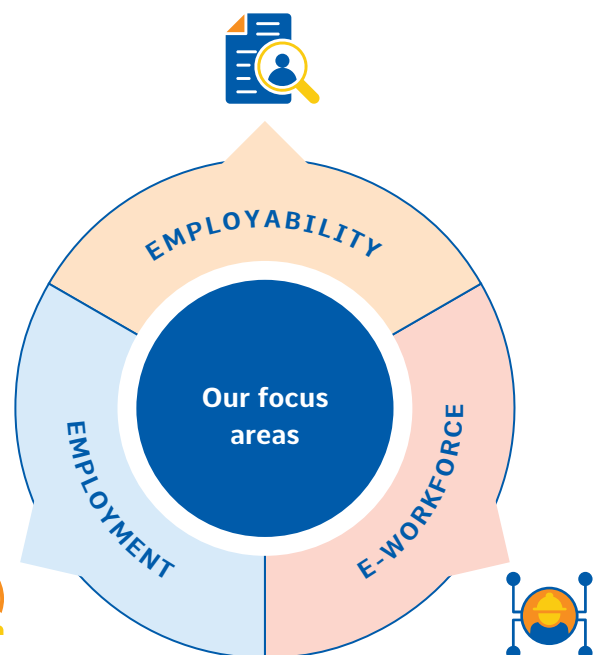 EMPLOYABILITY
Our focus
areas
EMPLOYMENT
E-WORKFORCE